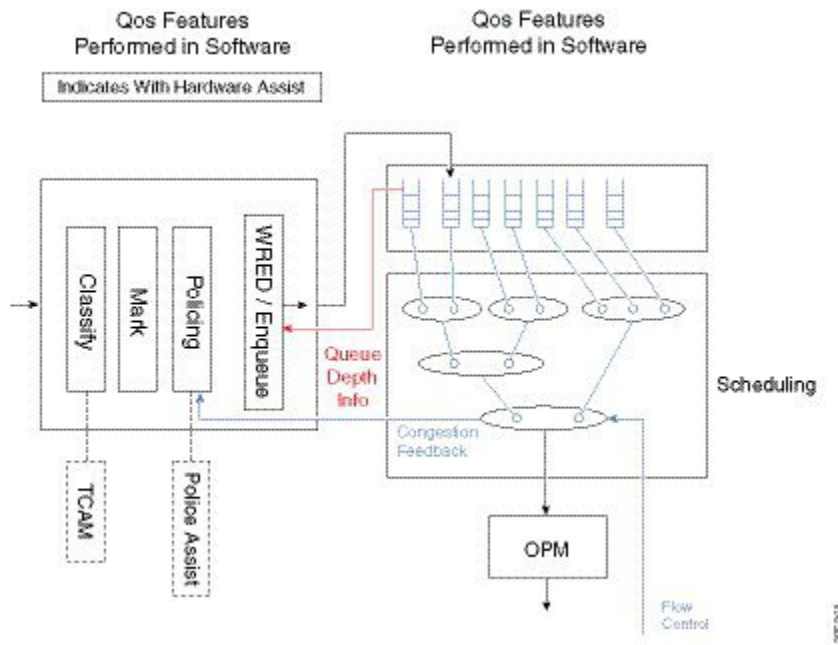 Qos Features
Performed in Software
Indicates With Hardware Assist
Qos Features
Performed in Software
Classify
Mark
Policing
WRED / Enqueue
TCAM
Police Assist
Queue
Depth
Info
Congestion
Feedback
Scheduling
OPM
Flow
Control